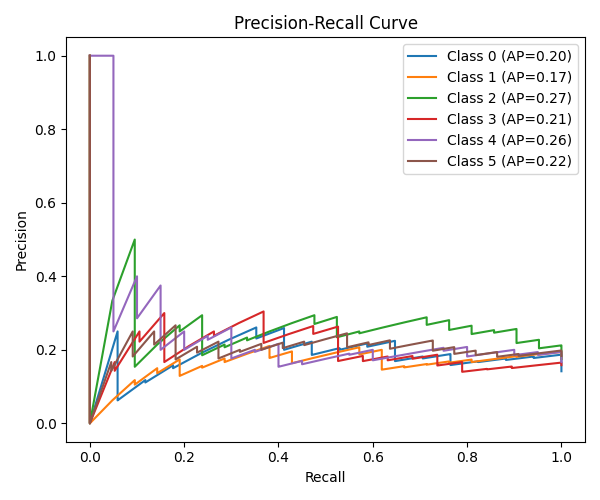 Precision-Recall Curve
Class 0 (AP=0.20)
Class 1 (AP=0.17)
Class 2 (AP=0.27)
Class 3 (AP=0.21)
Class 4 (AP=0.26)
Class 5 (AP=0.22)
Precision
1.0
0.8
0.6
0.4
0.2
0.0
0.0 0.2 0.4 0.6 0.8 1.0
Recall